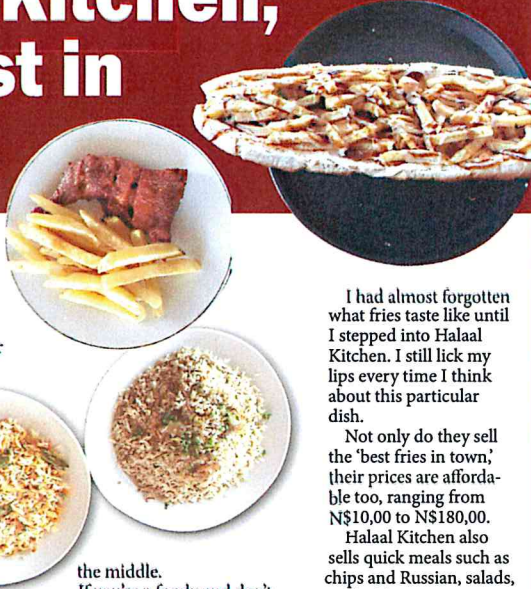 kitchen,
st in
the middle.
I had almost forgotten
what fries taste like until
I stepped into Halaal
Kitchen. I still lick my
lips every time I think
about this particular
dish.
Not only do they sell
the ‘best fries in town,’
their prices are afforda-
ble too, ranging from
N$10,00 to N$180,00.
Halaal Kitchen also
sells quick meals such as
chips and Russian, salads,